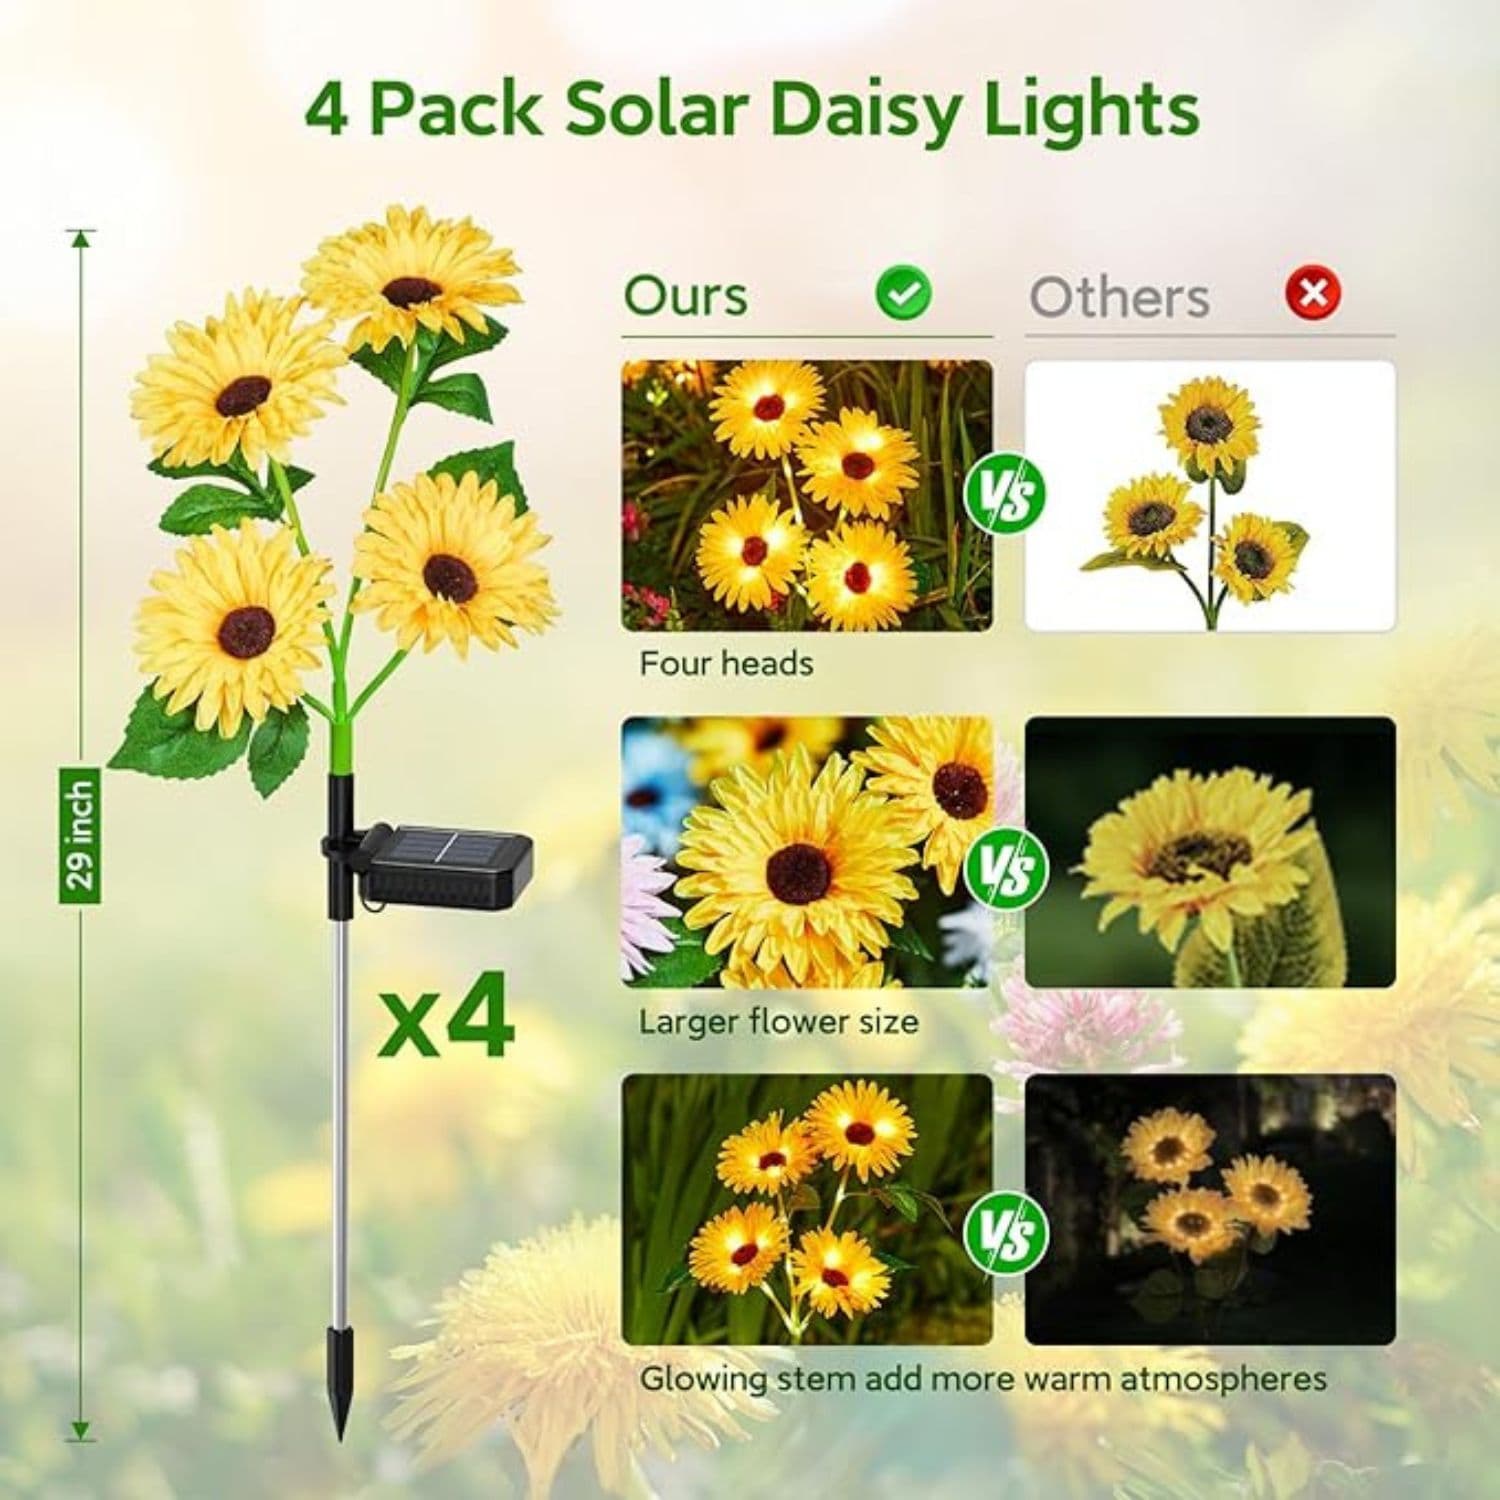 4 Pack Solar Daisy Lights
29 inch
x4
Ours
Others
VS
Four heads
VS
Larger flower size
VS
Glowing stem add more warm atmospheres